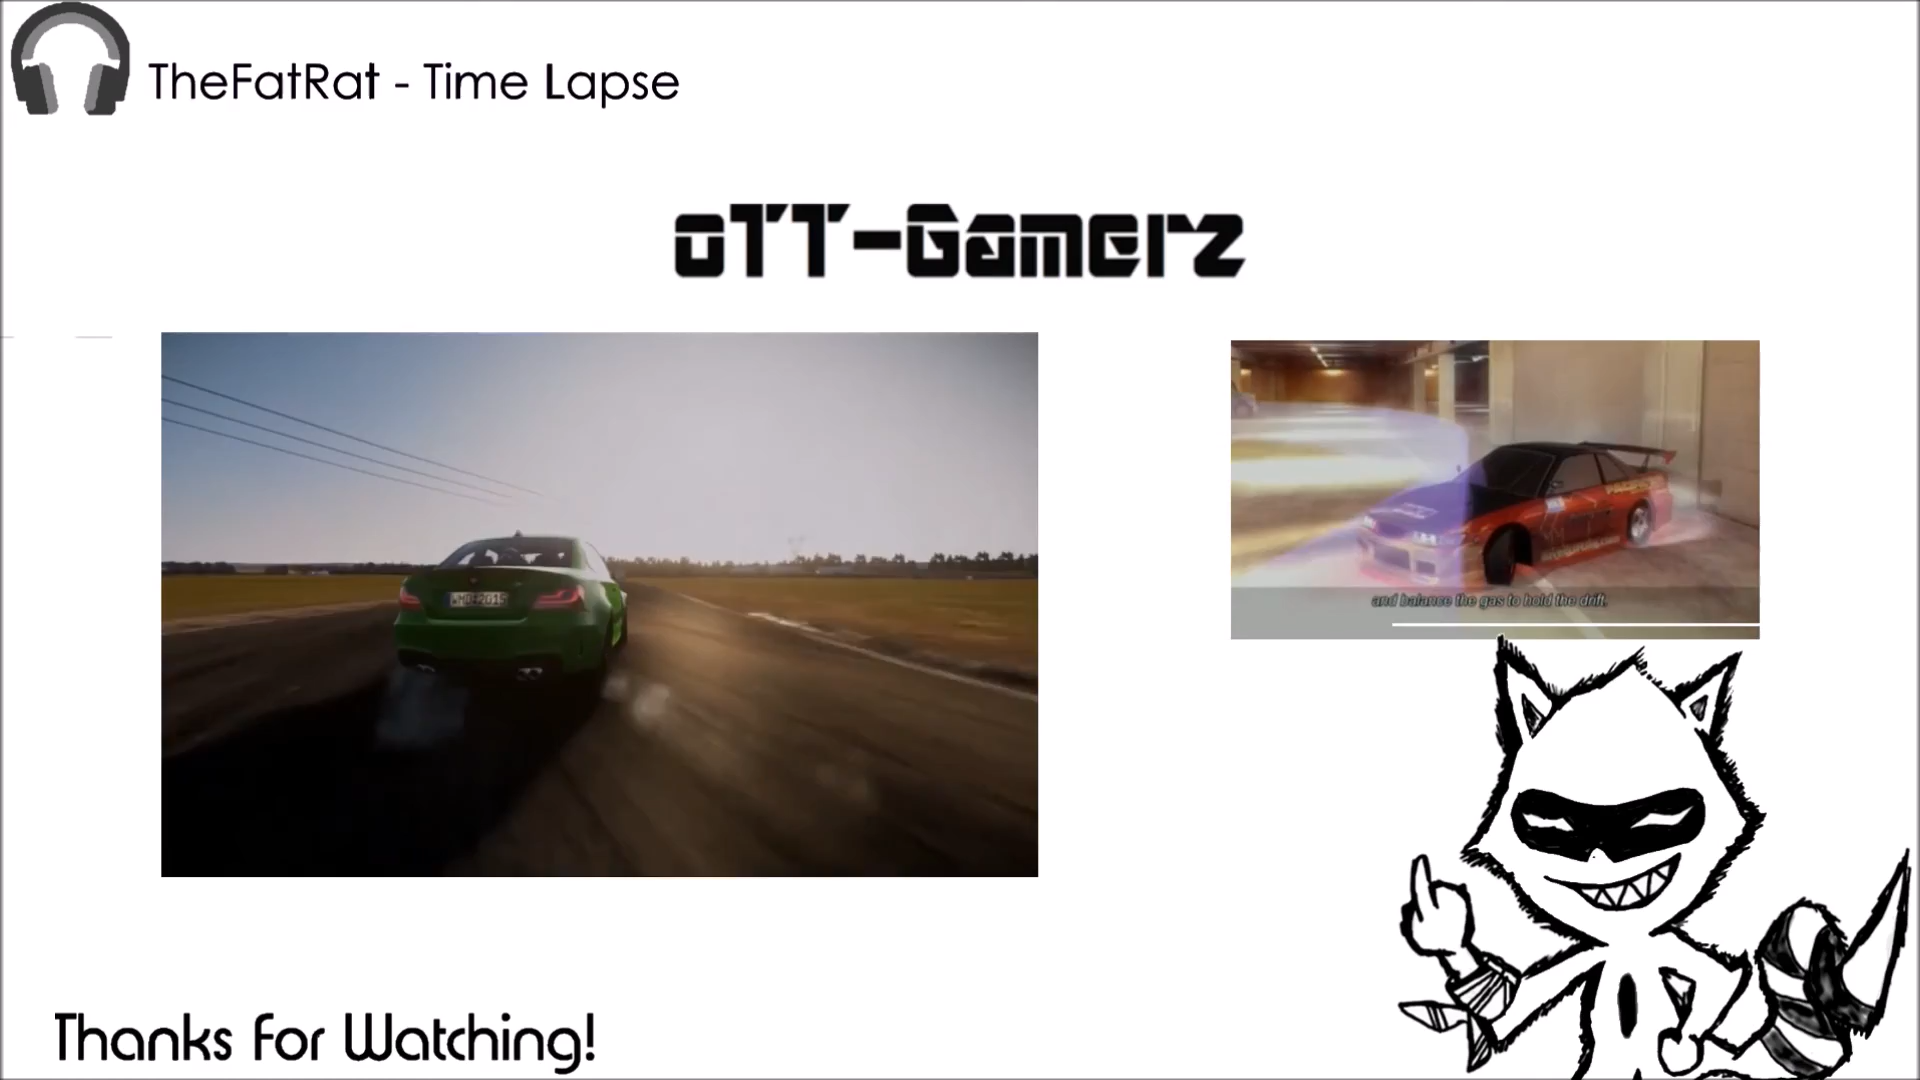 TheFatRat - Time Lapse
oTT-Gamerz
and balance the gas to hold the drift.
Thanks For Watching!